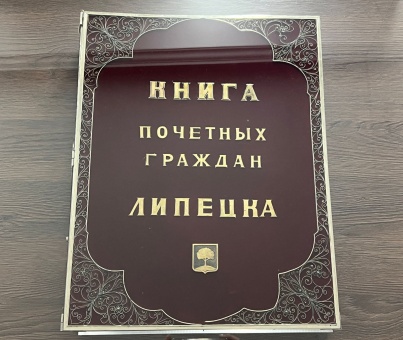 КНИГА
ПОЧЕТНЫХ
ГРАЖДАН
ЛИПЕЦКА